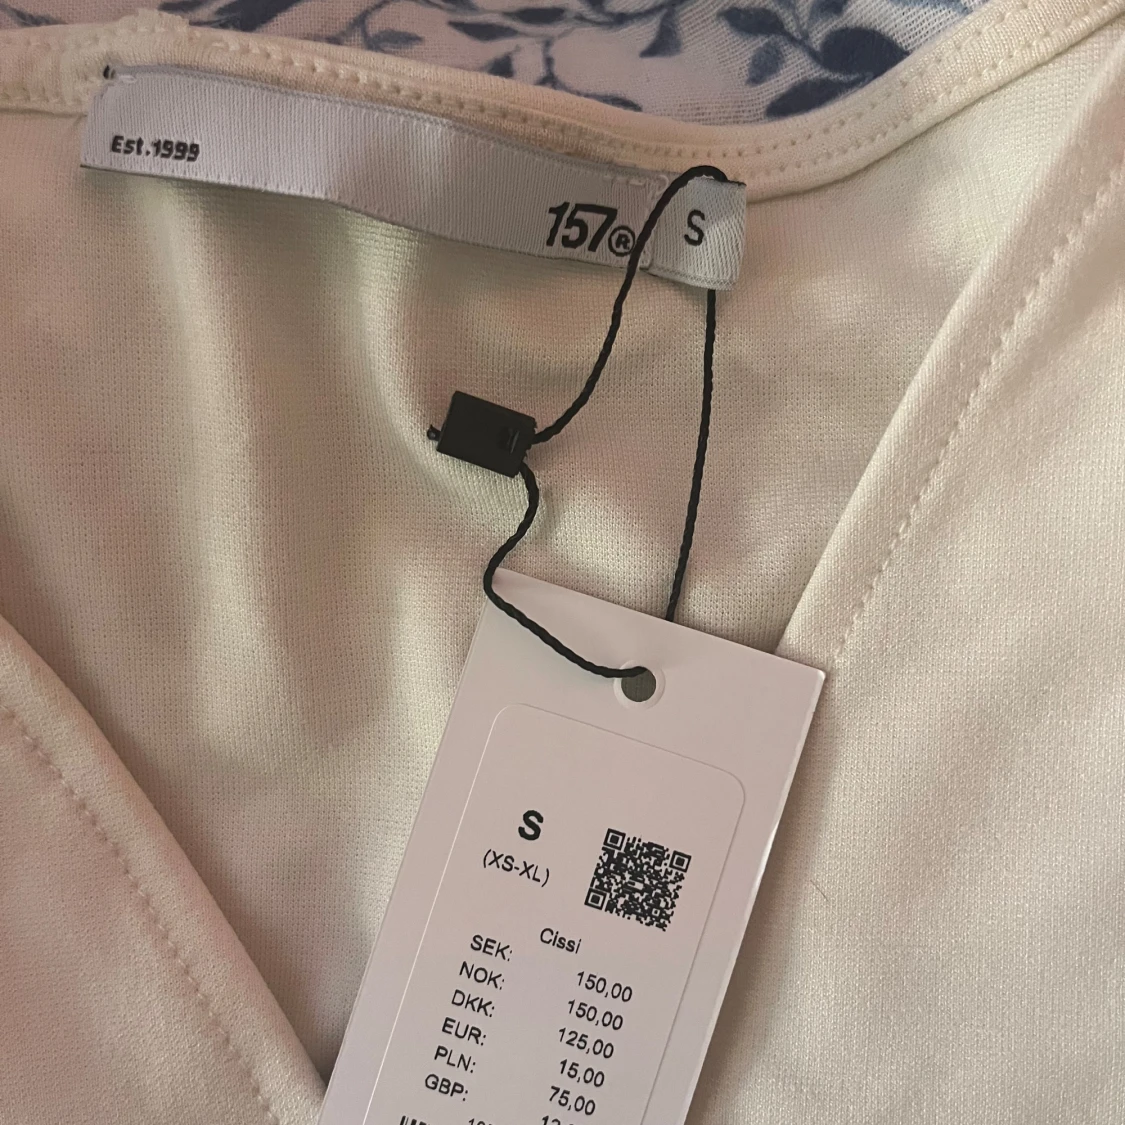 Est.1999
157®
S
S
(XS-XL)
Cissi
SEK: 150,00
NOK: 150,00
DKK: 125,00
EUR: 15,00
PLN: 75,00
GBP: